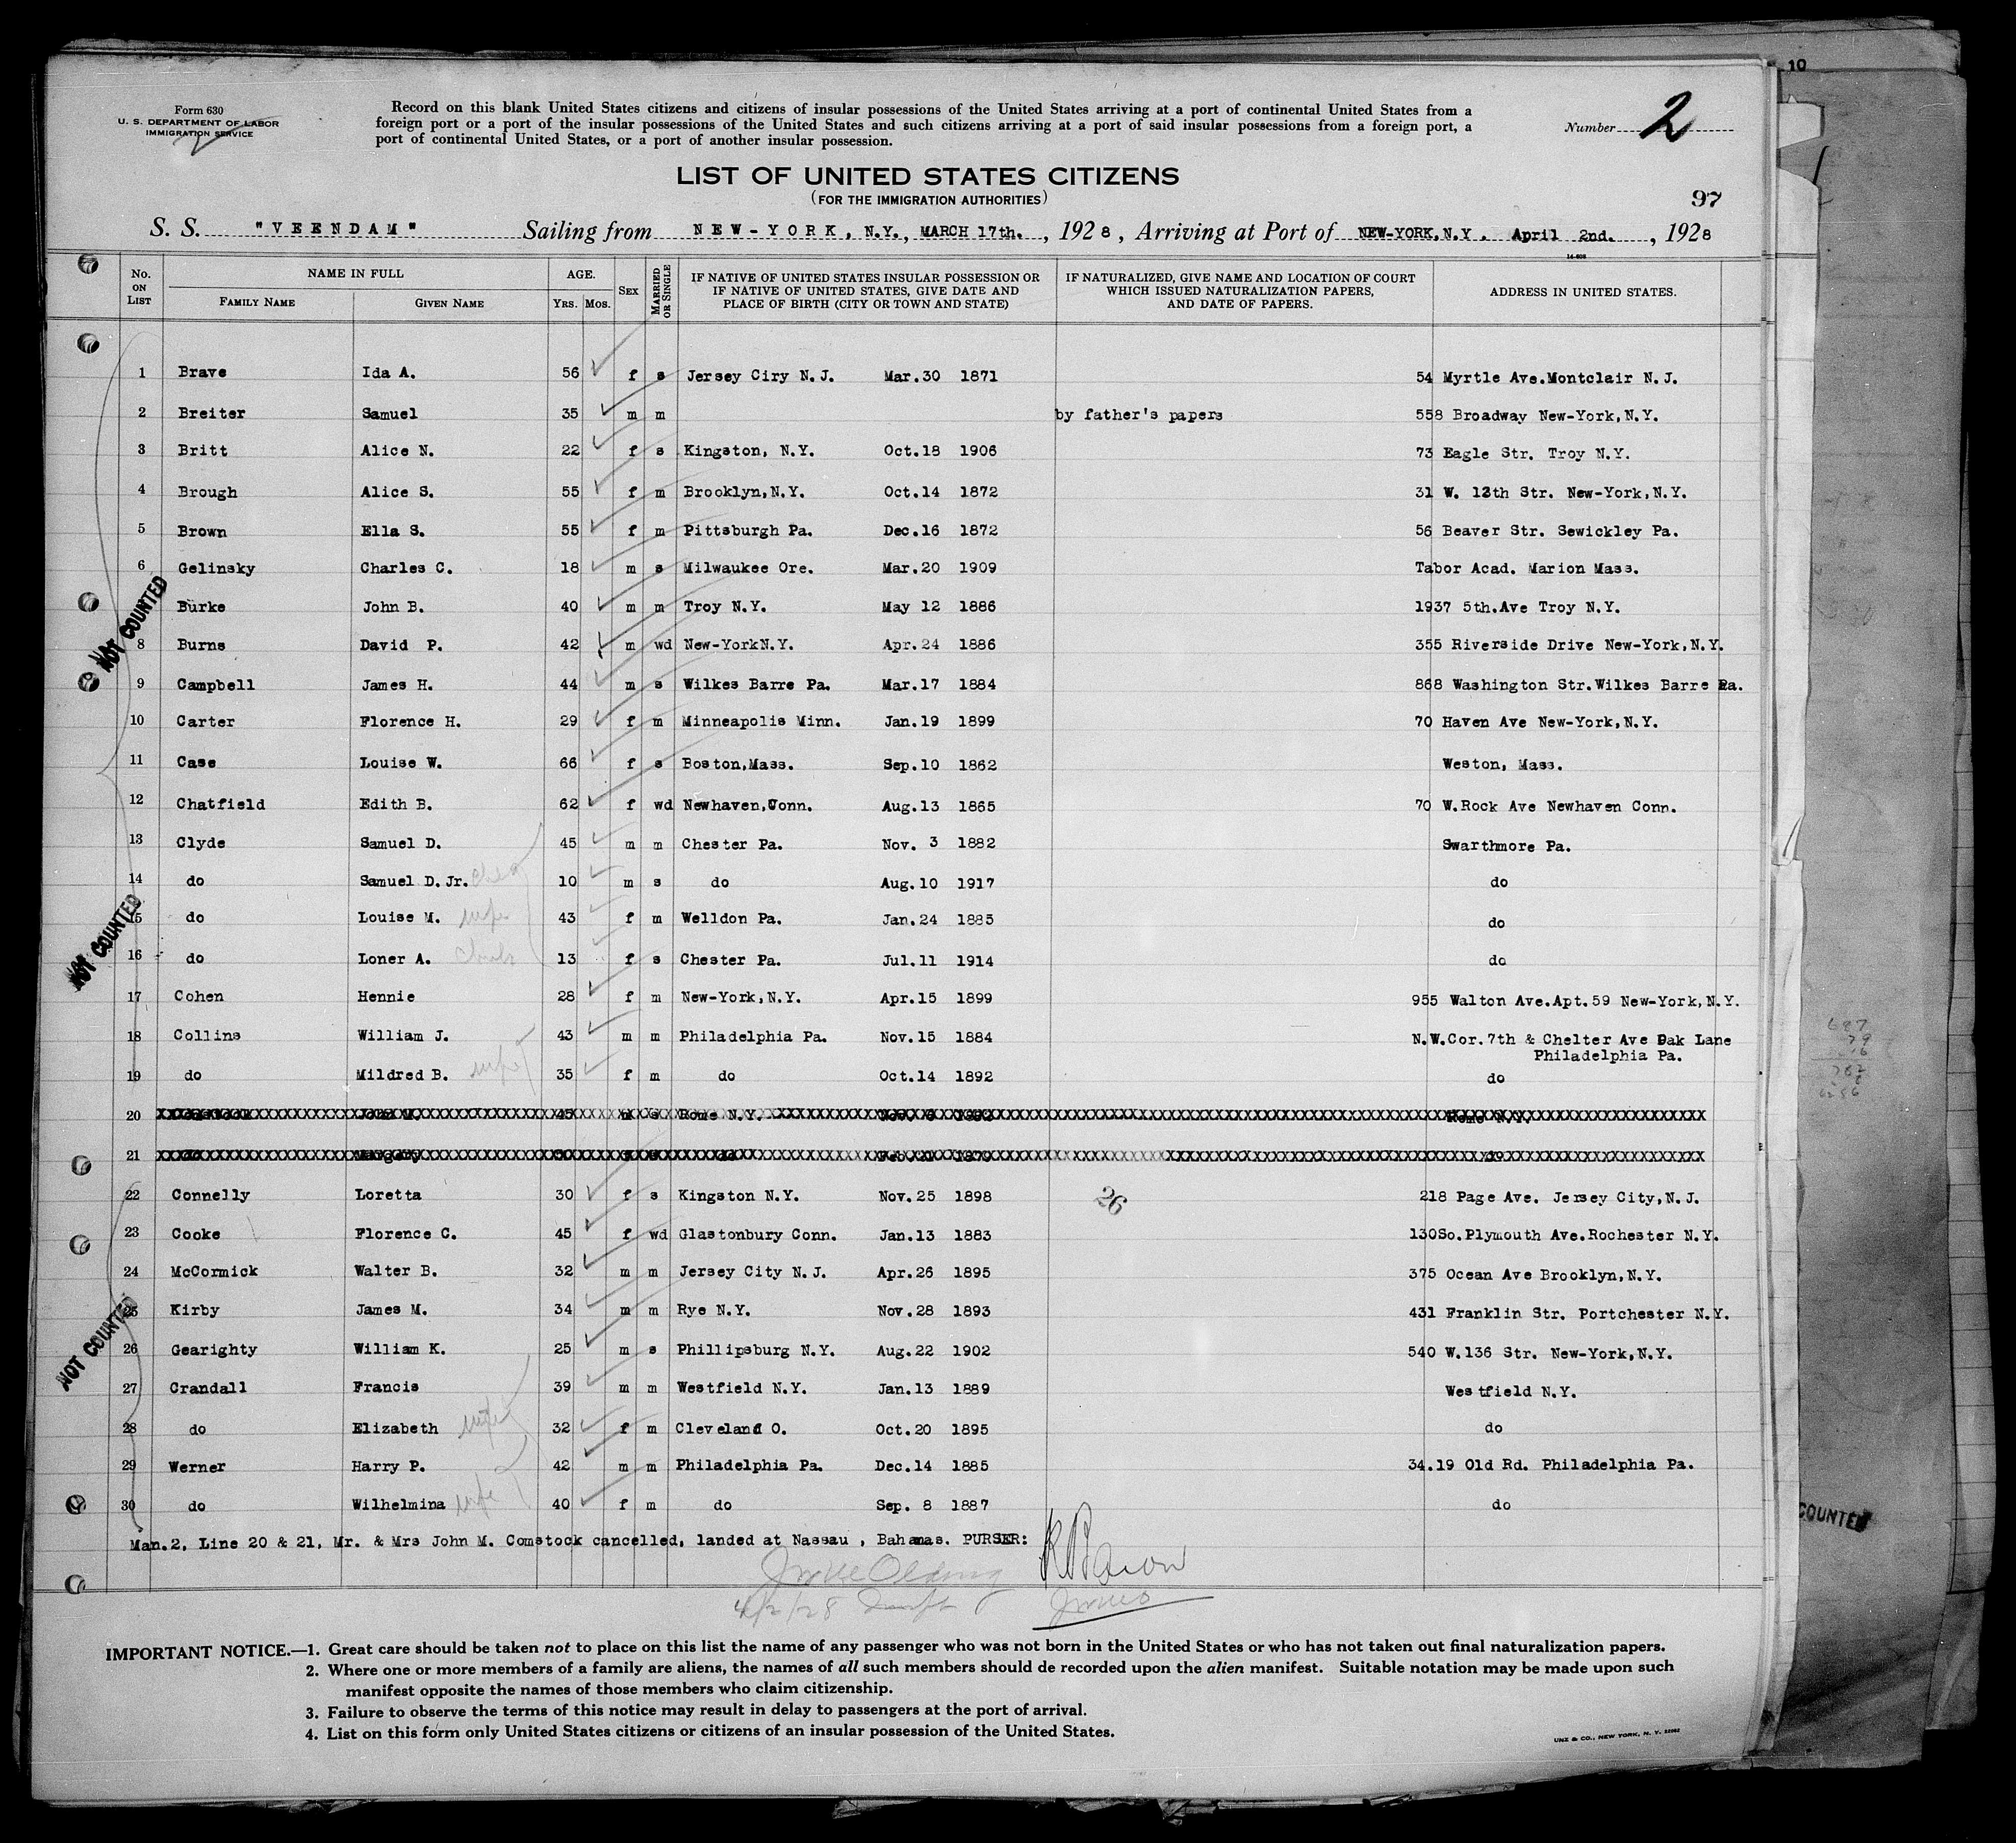 Form 630
U. S. DEPARTMENT OF LABOR
IMMIGRATION SERVICE
Record on this blank United States citizens and citizens of insular possessions of the United States arriving at a port of continental United States from a
foreign port or a port of the insular possessions of the United States and such citizens arriving at a port of said insular possessions from a foreign port, a
port of continental United States, or a port of another insular possession.
Number 2
LIST OF UNITED STATES CITIZENS
(FOR THE IMMIGRATION AUTHORITIES)
97
S. S. "VEENDAM" Sailing from NEW-YORK, N.Y., MARCH 17th., 1928, Arriving at Port of NEW-YORK,N.Y. April 2nd., 1928
14-608
No. ON LIST NAME IN FULL FAMILY NAME GIVEN NAME AGE. Yrs. Mos. SEX MARRIED OR SINGLE IF NATIVE OF UNITED STATES INSULAR POSSESSION OR IF NATIVE OF UNITED STATES, GIVE DATE AND PLACE OF BIRTH (CITY OR TOWN AND STATE) IF NATURALIZED, GIVE NAME AND LOCATION OF COURT WHICH ISSUED NATURALIZATION PAPERS, AND DATE OF PAPERS. ADDRESS IN UNITED STATES.
1 Brave Ida A. 56 f s Jersey Ciry N.J. Mar.30 1871 54 Myrtle Ave.Montclair N.J.
2 Breiter Samuel 35 m m by father's papers 558 Broadway New-York,N.Y.
3 Britt Alice N. 22 f s Kingston, N.Y. Oct.18 1906 73 Eagle Str. Troy N.Y.
4 Brough Alice S. 55 f m Brooklyn,N.Y. Oct.14 1872 31 W. 12th Str. New-York,N.Y.
5 Brown Ella S. 55 f m Pittsburgh Pa. Dec.16 1872 56 Beaver Str. Sewickley Pa.
6 Gelinsky Charles C. 18 m s Milwaukee Ore. Mar.20 1909 Tabor Acad. Marion Mass.
Burke John B. 40 m m Troy N.Y. May 12 1886 1937 5th.Ave Troy N.Y.
8 Burns David P. 42 m wd New-YorkN.Y. Apr.24 1886 355 Riverside Drive New-York,N.Y.
NOT COUNTED
9 Campbell James H. 44 m s Wilkes Barre Pa. Mar.17 1884 868 Washington Str.Wilkes Barre Pa.
10 Carter Florence H. 29 f m Minneapolis Minn. Jan.19 1899 70 Haven Ave New-York,N.Y.
11 Case Louise W. 66 f s Boston,Mass. Sep.10 1862 Weston, Mass.
12 Chatfield Edith B. 62 f wd Newhaven,Conn. Aug.13 1865 70 W.Rock Ave Newhaven Conn.
13 Clyde Samuel D. 45 m m Chester Pa. Nov. 3 1882 Swarthmore Pa.
14 do Samuel D.Jr. 10 m s do Aug.10 1917 do
15 do Louise M. wife 43 f m Welldon Pa. Jan.24 1885 do
NOT COUNTED
16 do Loner A. 13 f s Chester Pa. Jul.11 1914 do
17 Cohen Hennie 28 f m New-York,N.Y. Apr.15 1899 955 Walton Ave.Apt.59 New-York,N.Y.
18 Collins William J. 43 m m Philadelphia Pa. Nov.15 1884 N.W.Cor.7th & Chelter Ave Oak Lane
Philadelphia Pa.
19 do Mildred B. wife 35 f m do Oct.14 1892 do
20 John M. 45 m s Rome N.Y. Nov. 1882 Rome N.Y.
21 do Margery do Feb. 1879 do
22 Connelly Loretta 30 f s Kingston N.Y. Nov.25 1898 26 218 Page Ave. Jersey City,N.J.
23 Cooke Florence C. 45 f wd Glastonbury Conn. Jan.13 1883 130So.Plymouth Ave.Rochester N.Y.
24 McCormick Walter B. 32 m m Jersey City N.J. Apr.26 1895 375 Ocean Ave Brooklyn,N.Y.
25 Kirby James M. 34 m m Rye N.Y. Nov.28 1893 431 Franklin Str. Portchester N.Y.
NOT COUNTED
26 Gearighty William K. 25 m s Phillipsburg N.Y. Aug.22 1902 540 W.136 Str. New-York,N.Y.
27 Crandall Francis 39 m m Westfield N.Y. Jan.13 1889 Westfield N.Y.
28 do Elizabeth wife 32 f m Cleveland O. Oct.20 1895 do
29 Werner Harry P. 42 m m Philadelphia Pa. Dec.14 1885 34.19 Old Rd. Philadelphia Pa.
30 do Wilhelmina wife 40 f m do Sep. 8 1887 do
Man.2, Line 20 & 21, Mr. & Mrs John M. Comstock cancelled, landed at Nassau , Bahamas. PURSER:
4/2/28
IMPORTANT NOTICE.—1. Great care should be taken not to place on this list the name of any passenger who was not born in the United States or who has not taken out final naturalization papers.
2. Where one or more members of a family are aliens, the names of all such members should de recorded upon the alien manifest. Suitable notation may be made upon such
manifest opposite the names of those members who claim citizenship.
3. Failure to observe the terms of this notice may result in delay to passengers at the port of arrival.
4. List on this form only United States citizens or citizens of an insular possession of the United States.
UNZ & CO., NEW YORK, N. Y.
10
COUNTED